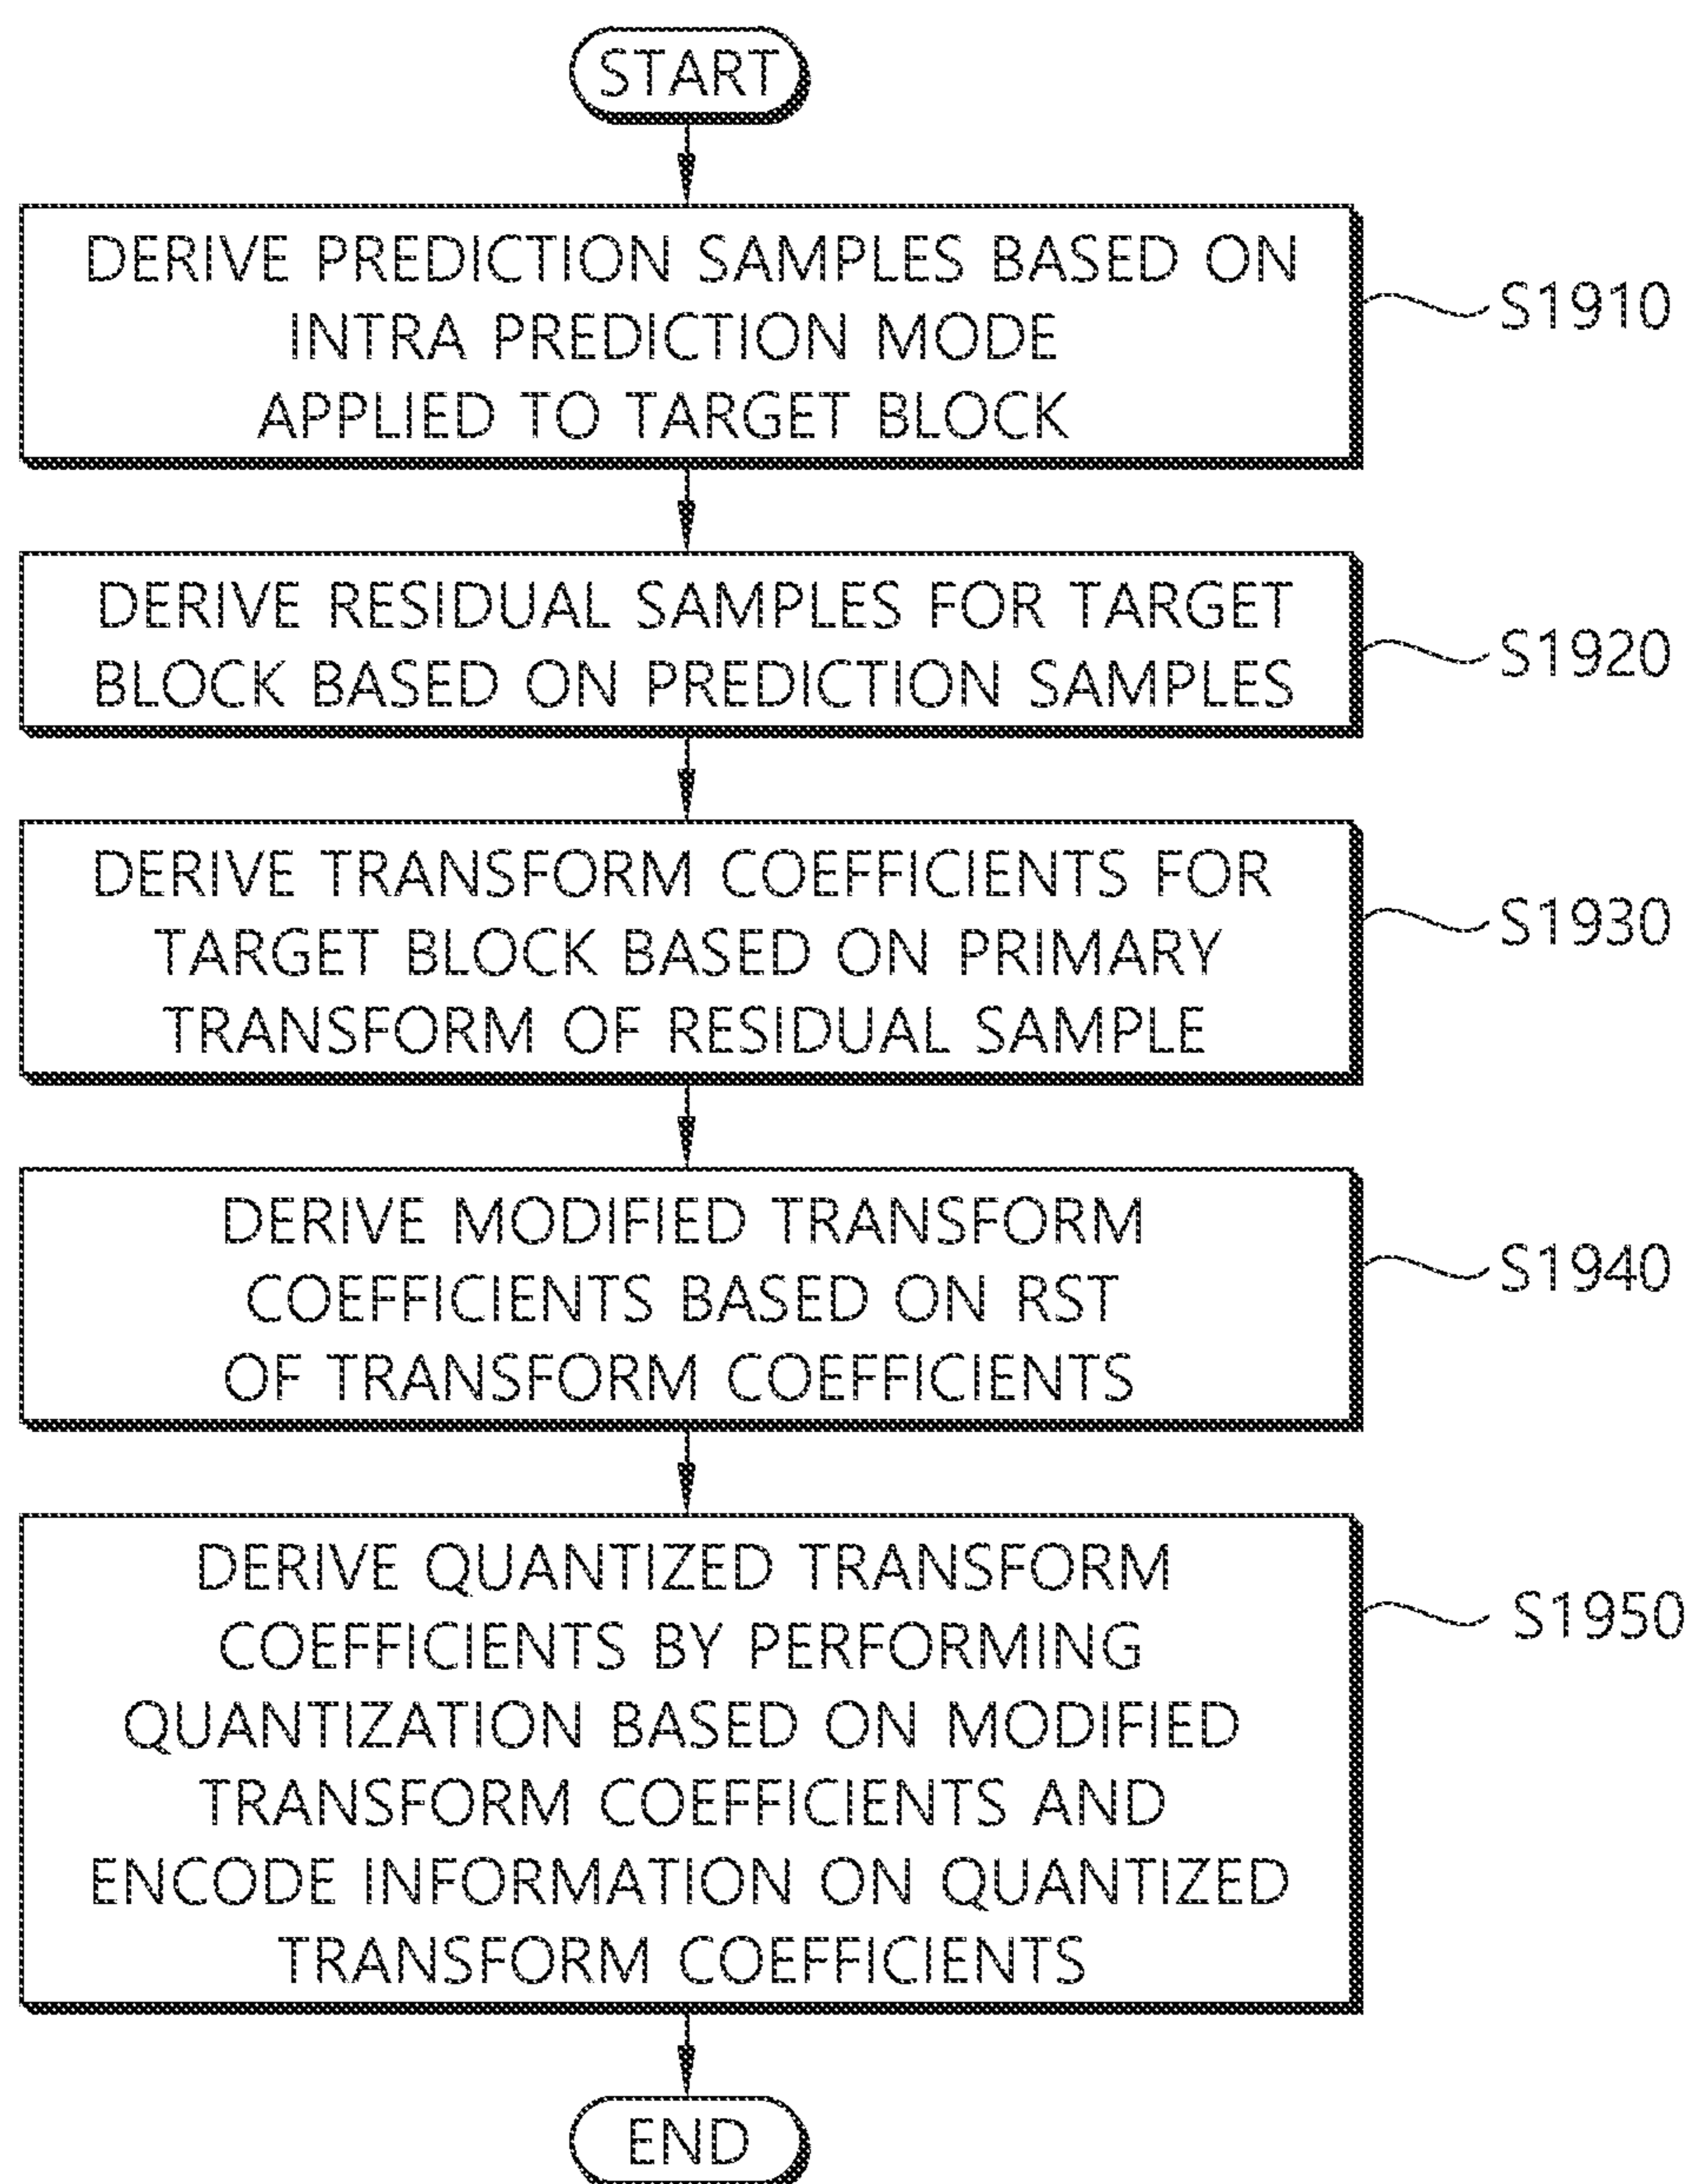 START
DERIVE PREDICTION SAMPLES BASED ON
INTRA PREDICTION MODE
APPLIED TO TARGET BLOCK
S1910
DERIVE RESIDUAL SAMPLES FOR TARGET
BLOCK BASED ON PREDICTION SAMPLES
S1920
DERIVE TRANSFORM COEFFICIENTS FOR
TARGET BLOCK BASED ON PRIMARY
TRANSFORM OF RESIDUAL SAMPLE
S1930
DERIVE MODIFIED TRANSFORM
COEFFICIENTS BASED ON RST
OF TRANSFORM COEFFICIENTS
S1940
DERIVE QUANTIZED TRANSFORM
COEFFICIENTS BY PERFORMING
QUANTIZATION BASED ON MODIFIED
TRANSFORM COEFFICIENTS AND
ENCODE INFORMATION ON QUANTIZED
TRANSFORM COEFFICIENTS
S1950
END